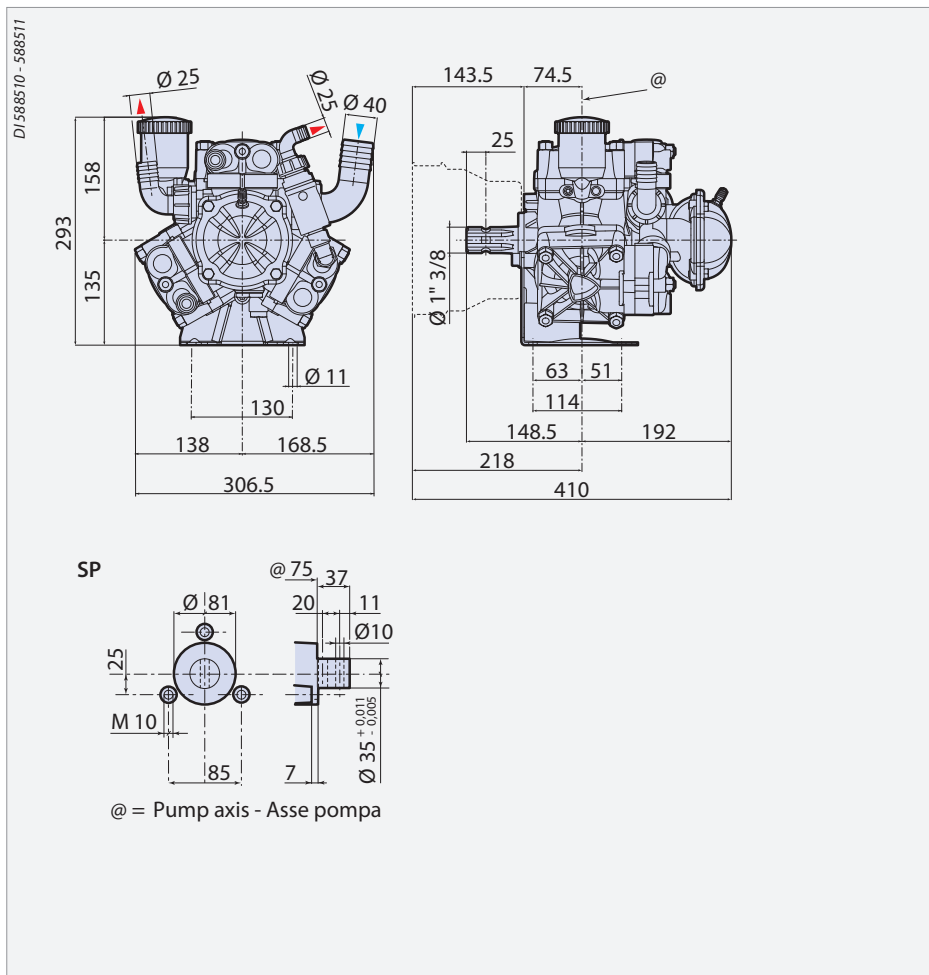 DI 588510 - 588511
Ø 25
Ø 25
Ø 40
158
293
135
Ø 11
130
138
168.5
306.5
143.5
74.5
@
25
Ø 1" 3/8
63
51
114
148.5
192
218
410
SP
@ 75
37
Ø 81
20
11
Ø10
25
M 10
85
7
Ø 35 + 0,011 - 0,005
@ = Pump axis - Asse pompa